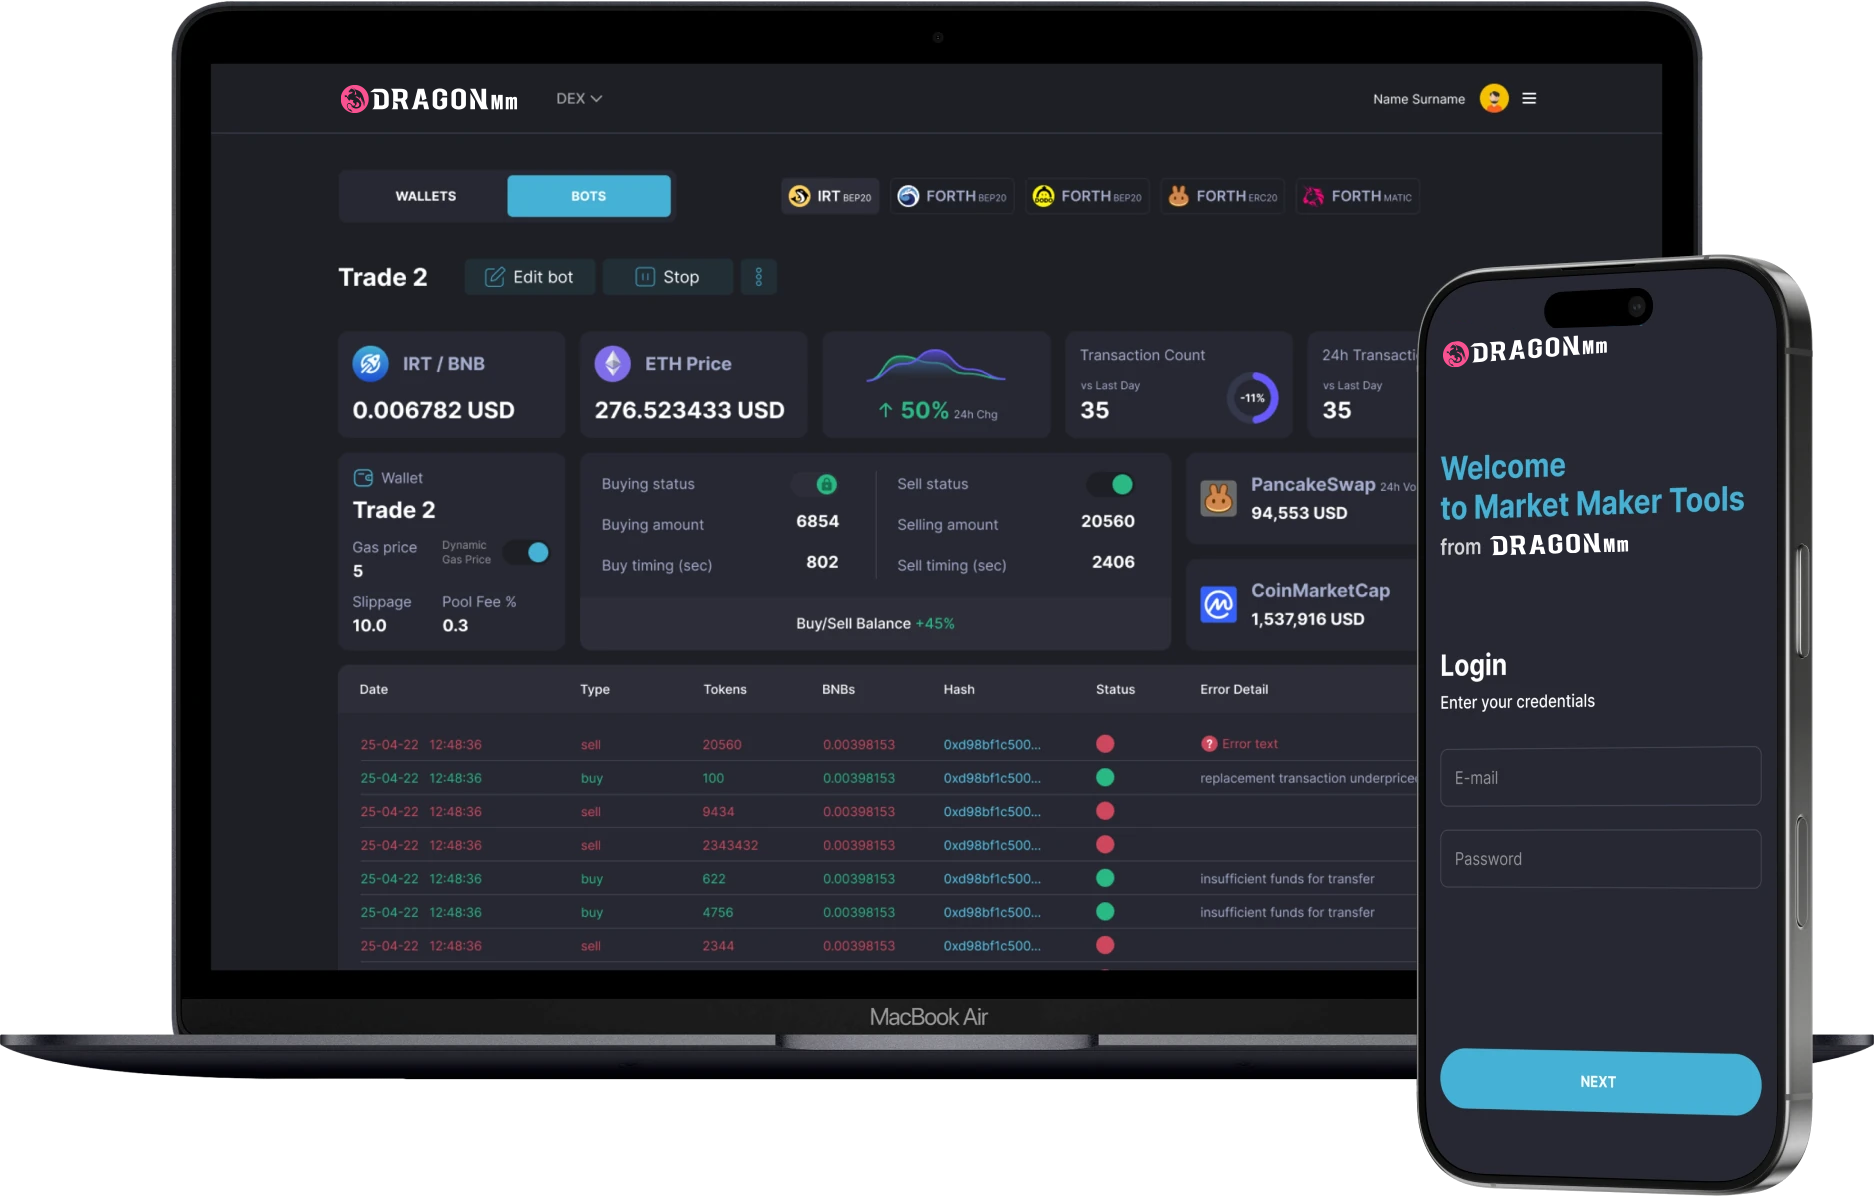 DRAGONMm
DEX
Name Surname
WALLETS
BOTS
IRT BEP20
FORTH BEP20
FORTH BEP20
FORTH ERC20
FORTH MATIC
Trade 2
Edit bot
Stop
IRT / BNB
0.006782 USD
ETH Price
276.523433 USD
50% 24h Chg
Transaction Count
vs Last Day
35
-11%
24h Transacti
vs Last Day
35
Wallet
Trade 2
Gas price
5
Dynamic
Gas Price
Slippage
10.0
Pool Fee %
0.3
Buying status
Buying amount 6854
Buy timing (sec) 802
Sell status
Selling amount 20560
Sell timing (sec) 2406
Buy/Sell Balance +45%
PancakeSwap 24h Vo
94,553 USD
CoinMarketCap
1,537,916 USD
Date Type Tokens BNBs Hash Status Error Detail
25-04-22 12:48:36 sell 20560 0.00398153 0xd98bf1c500... ? Error text
25-04-22 12:48:36 buy 100 0.00398153 0xd98bf1c500... replacement transaction underpriced
25-04-22 12:48:36 sell 9434 0.00398153 0xd98bf1c500...
25-04-22 12:48:36 sell 2343432 0.00398153 0xd98bf1c500...
25-04-22 12:48:36 buy 622 0.00398153 0xd98bf1c500... insufficient funds for transfer
25-04-22 12:48:36 buy 4756 0.00398153 0xd98bf1c500... insufficient funds for transfer
25-04-22 12:48:36 sell 2344 0.00398153 0xd98bf1c500...
MacBook Air
DRAGONMm
Welcome
to Market Maker Tools
from DRAGONMm
Login
Enter your credentials
E-mail
Password
NEXT